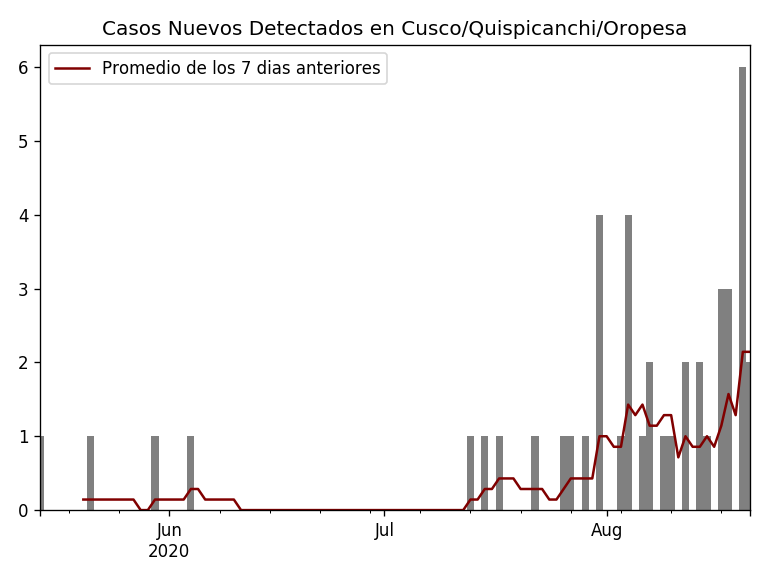 Casos Nuevos Detectados en Cusco/Quispicanchi/Oropesa
Promedio de los 7 dias anteriores
6
5
4
3
2
1
0
Jun
2020
Jul
Aug